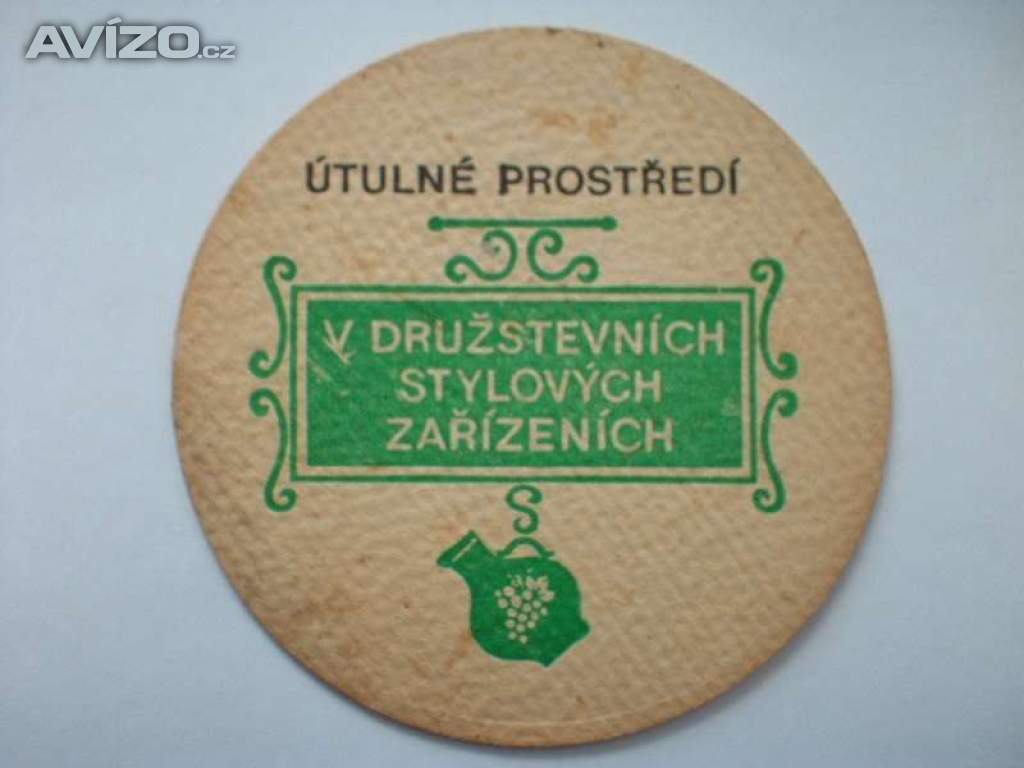 AVÍZO.cz
ÚTULNÉ PROSTŘEDÍ
V DRUŽSTEVNÍCH
STYLOVÝCH
ZAŘÍZENÍCH